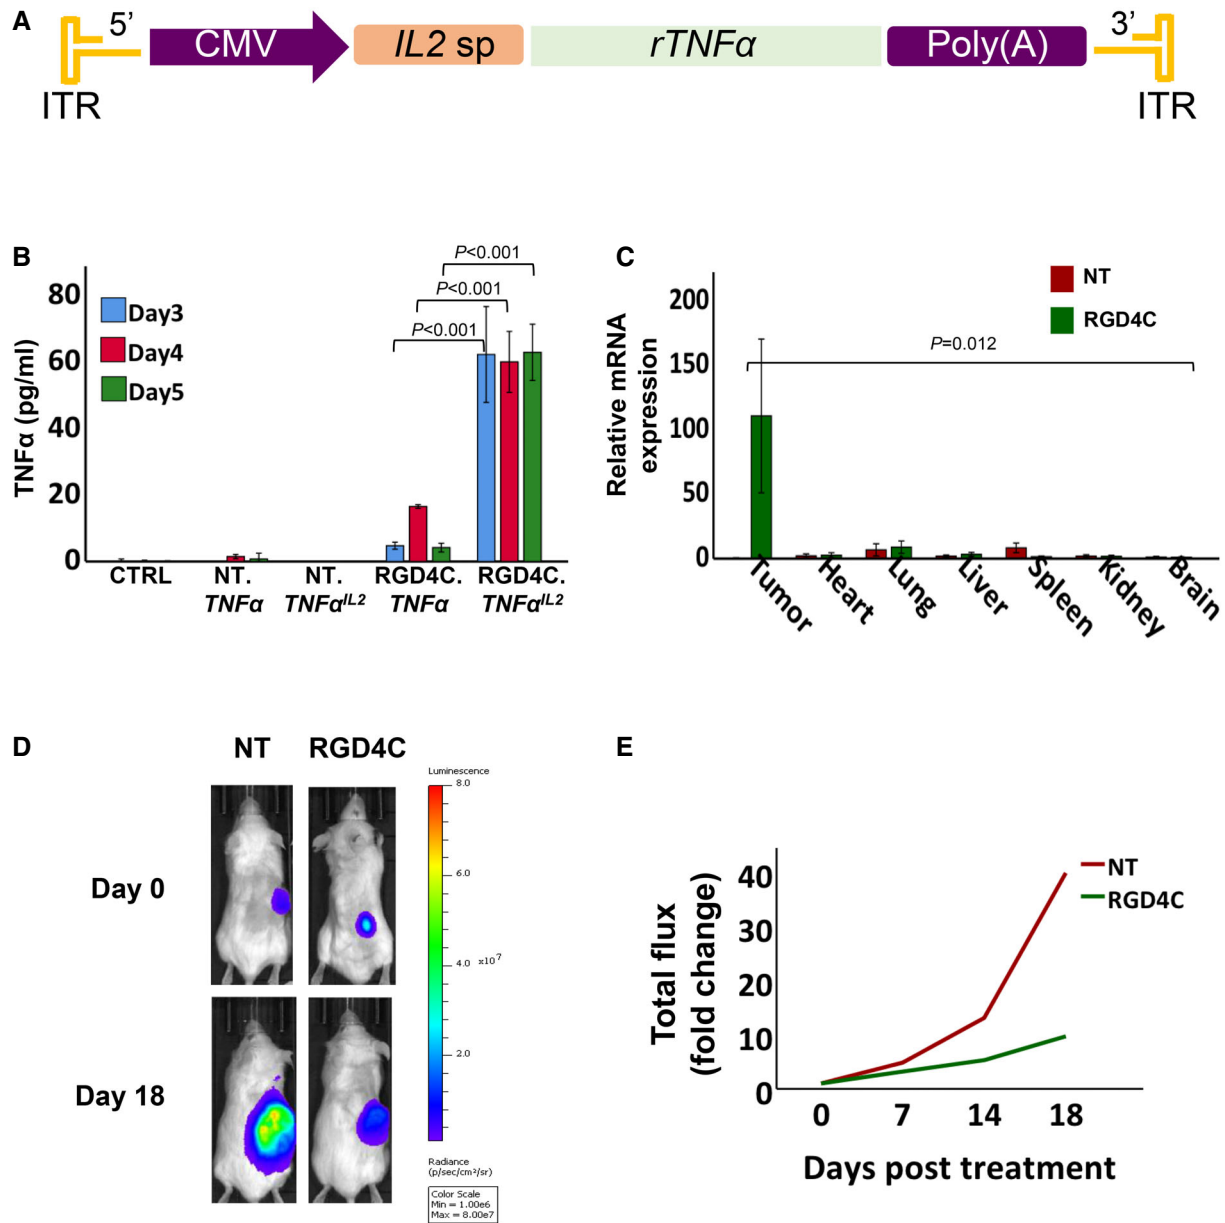 A
5’
CMV
IL2 sp
rTNFα
Poly(A)
3’
ITR
ITR
B
TNFα (pg/ml)
80
60
40
20
0
Day3
Day4
Day5
P<0.001
P<0.001
P<0.001
CTRL
NT.
TNFα
NT.
TNFαIL2
RGD4C.
TNFα
RGD4C.
TNFαIL2
C
Relative mRNA
expression
200
150
100
50
0
NT
RGD4C
P=0.012
Tumor
Heart
Lung
Liver
Spleen
Kidney
Brain
D
NT
RGD4C
Day 0
Day 18
Luminescence
8.0
6.0
4.0
x10^7
2.0
Radiance
(p/sec/cm²/sr)
Color Scale
Min = 1.00e6
Max = 8.00e7
E
Total flux
(fold change)
40
30
20
10
0
NT
RGD4C
0 7 14 18
Days post treatment